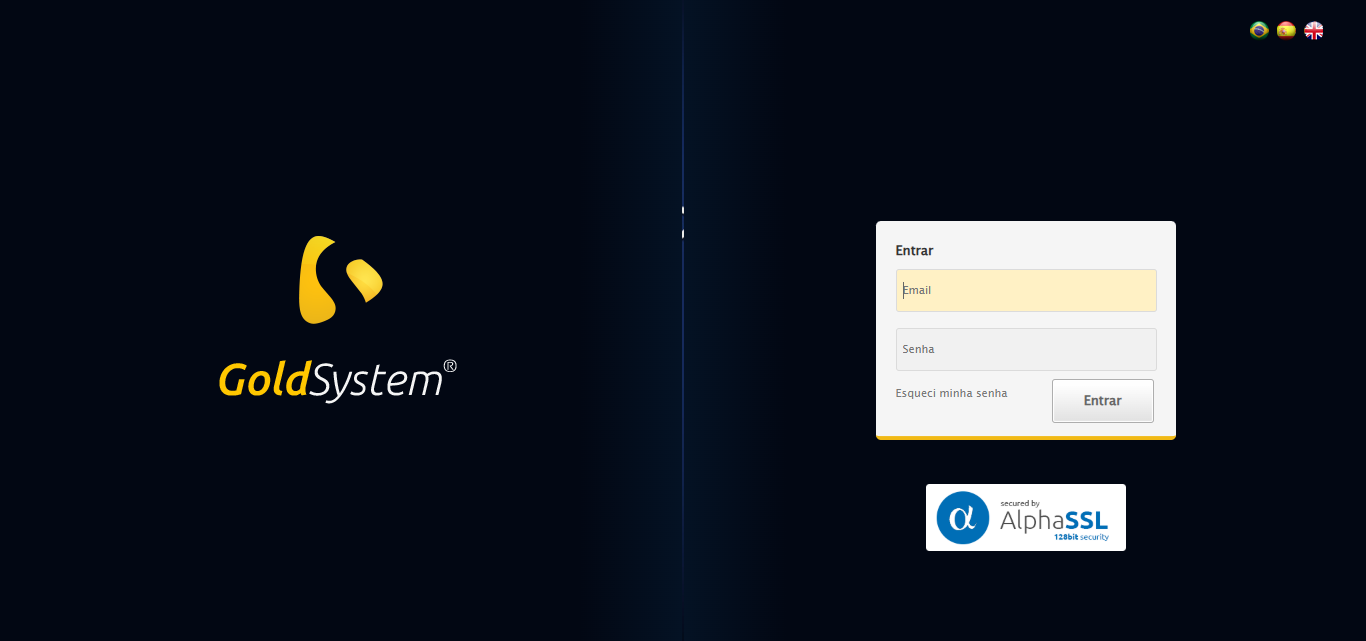 GoldSystem®
Entrar
Email
Senha
Esqueci minha senha
Entrar
α
secured by
AlphaSSL
128bit security